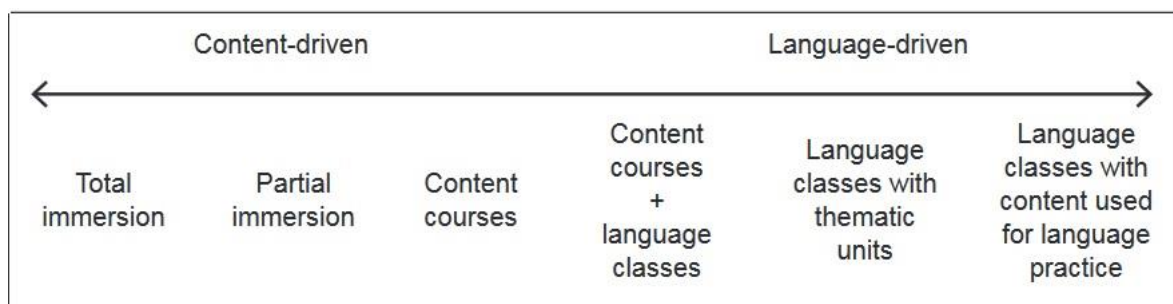 Content-driven
Language-driven
Total
immersion
Partial
immersion
Content
courses
Content
courses
+
language
classes
Language
classes with
thematic
units
Language
classes with
content used
for language
practice